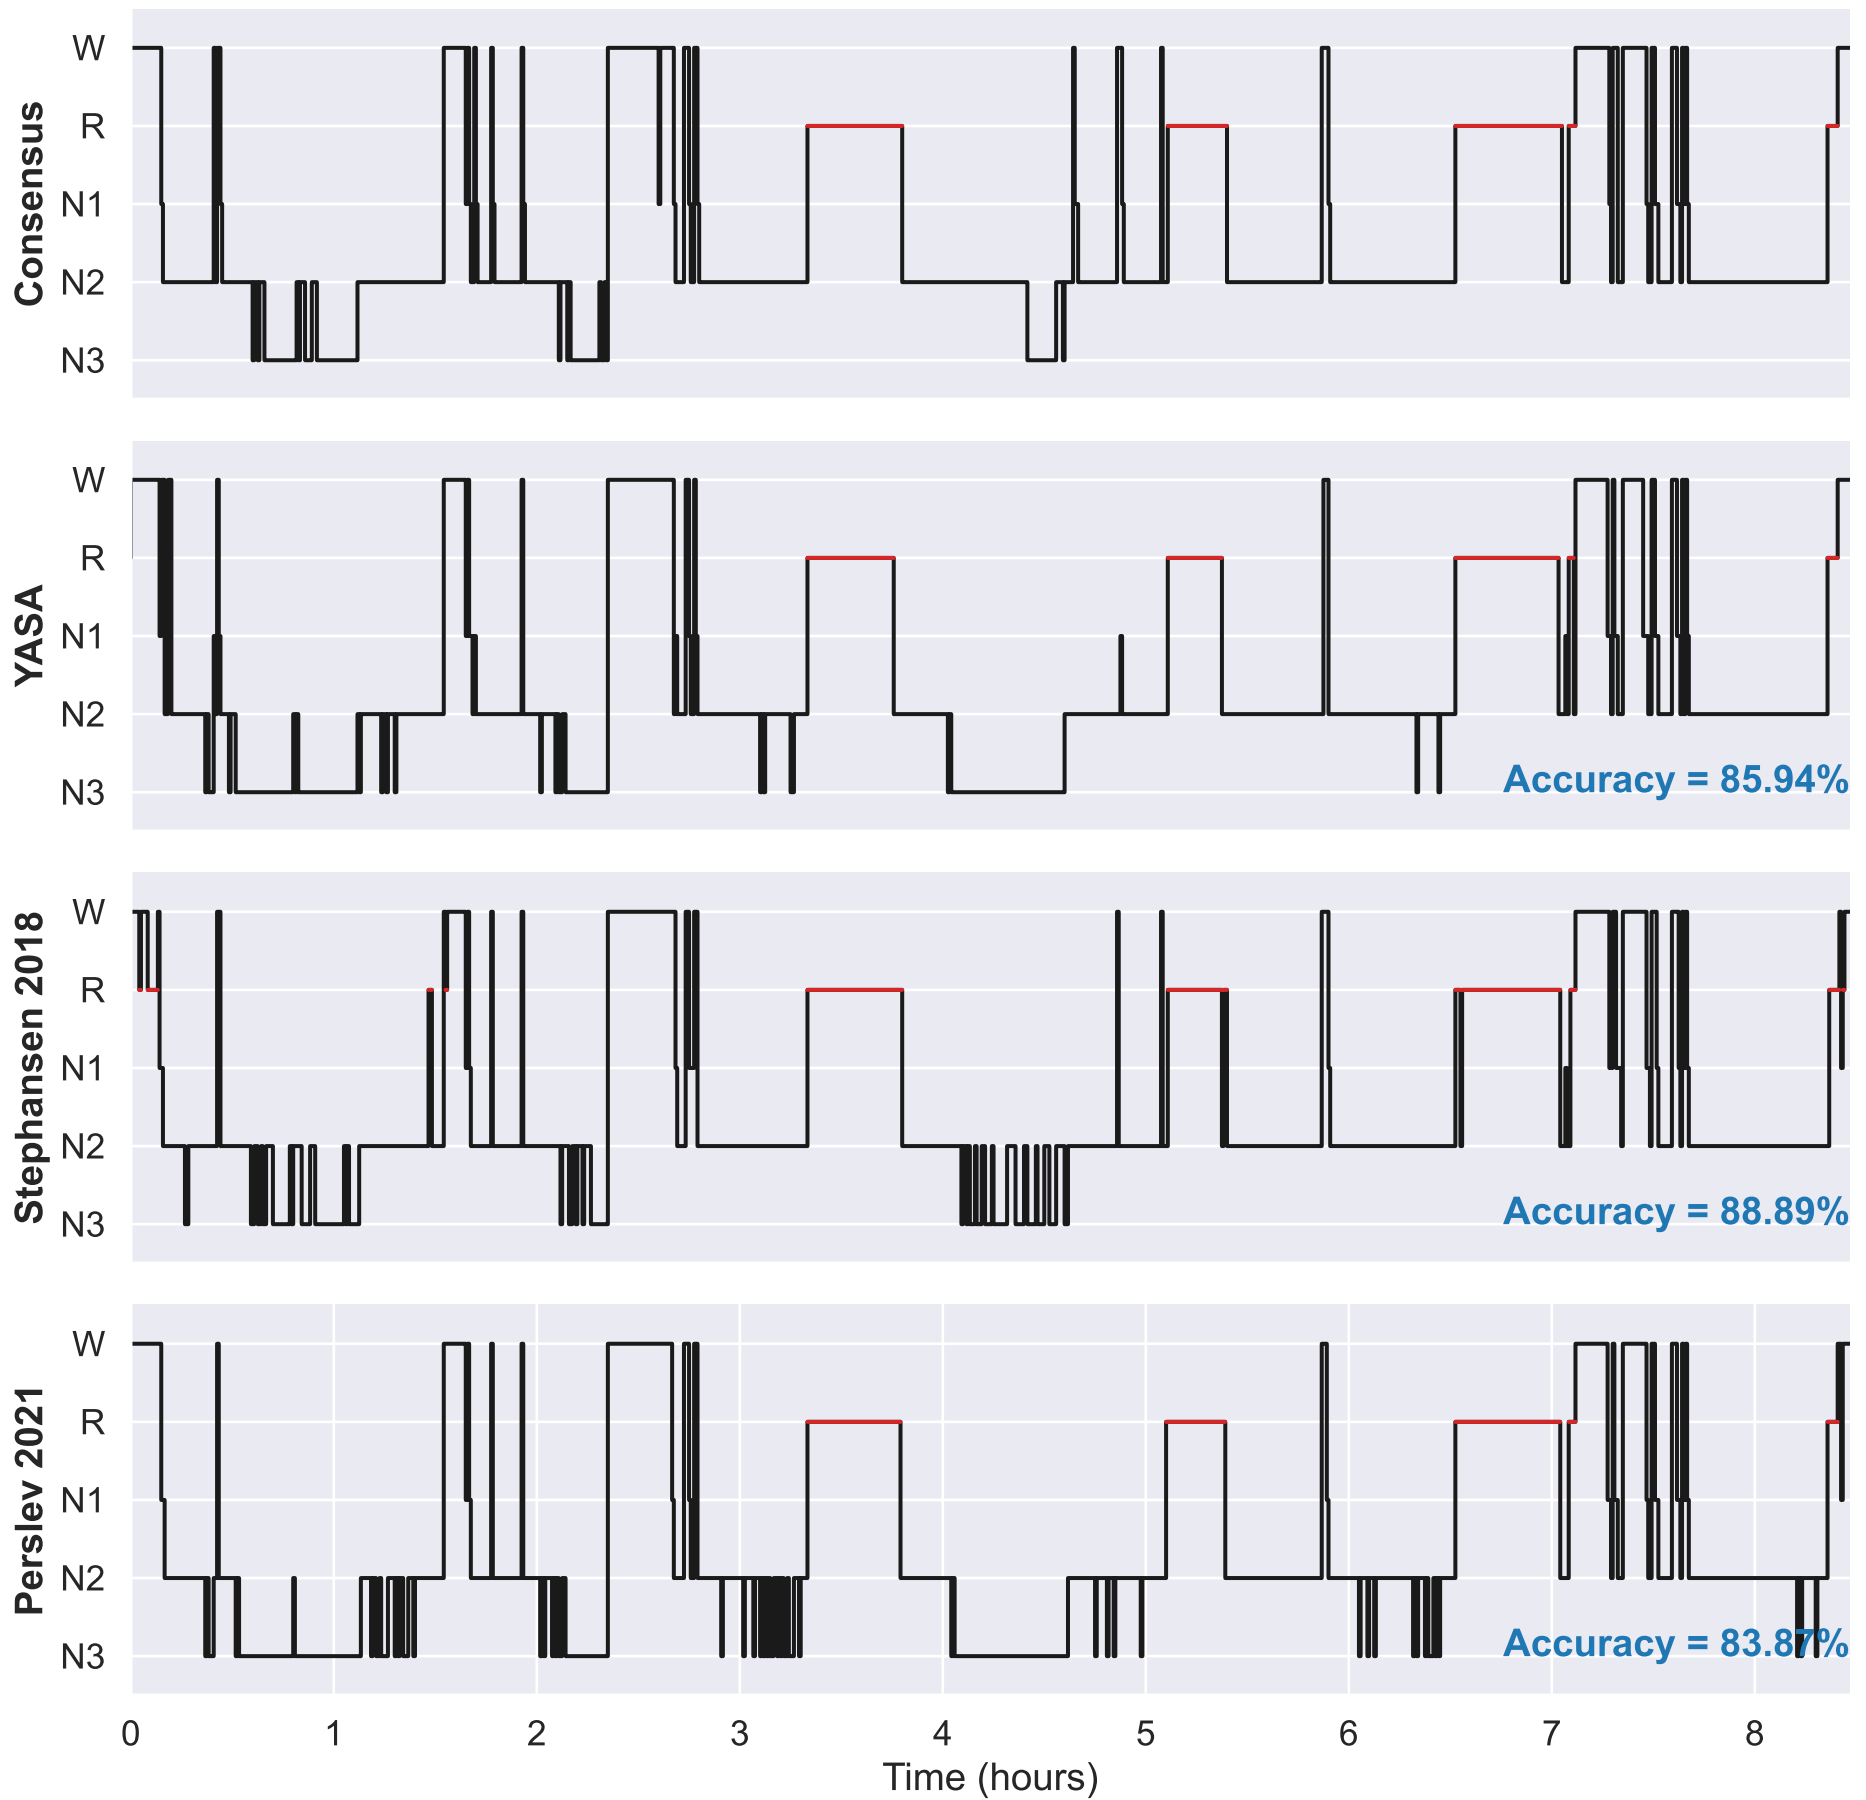 Consensus
W
R
N1
N2
N3
YASA
W
R
N1
N2
N3
Accuracy = 85.94%
Stephansen 2018
W
R
N1
N2
N3
Accuracy = 88.89%
Perslev 2021
W
R
N1
N2
N3
Accuracy = 83.87%
0 1 2 3 4 5 6 7 8
Time (hours)